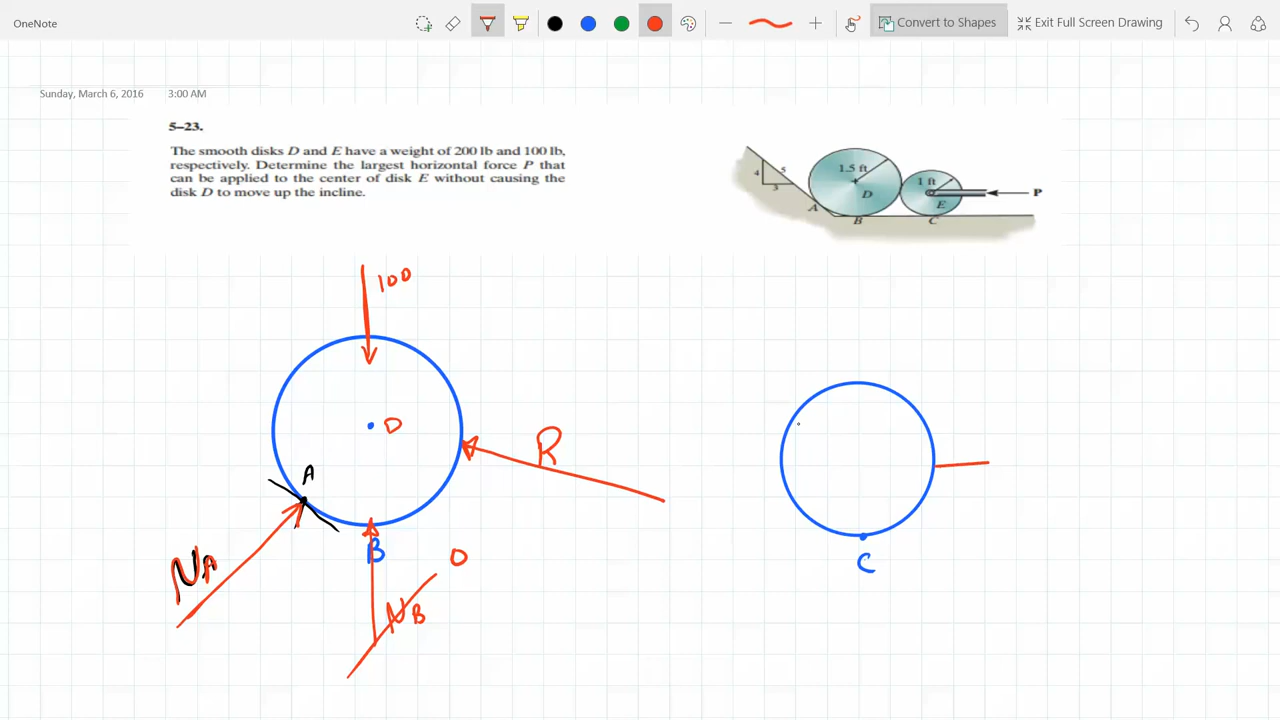 OneNote
Convert to Shapes
Exit Full Screen Drawing
Sunday, March 6, 2016 3:00 AM
5–23.
The smooth disks D and E have a weight of 200 lb and 100 lb,
respectively. Determine the largest horizontal force P that
can be applied to the center of disk E without causing the
disk D to move up the incline.
4
5
3
1.5 ft
D
A
B
1 ft
E
C
P
100
D
R
A
B
NA
NB
0
C